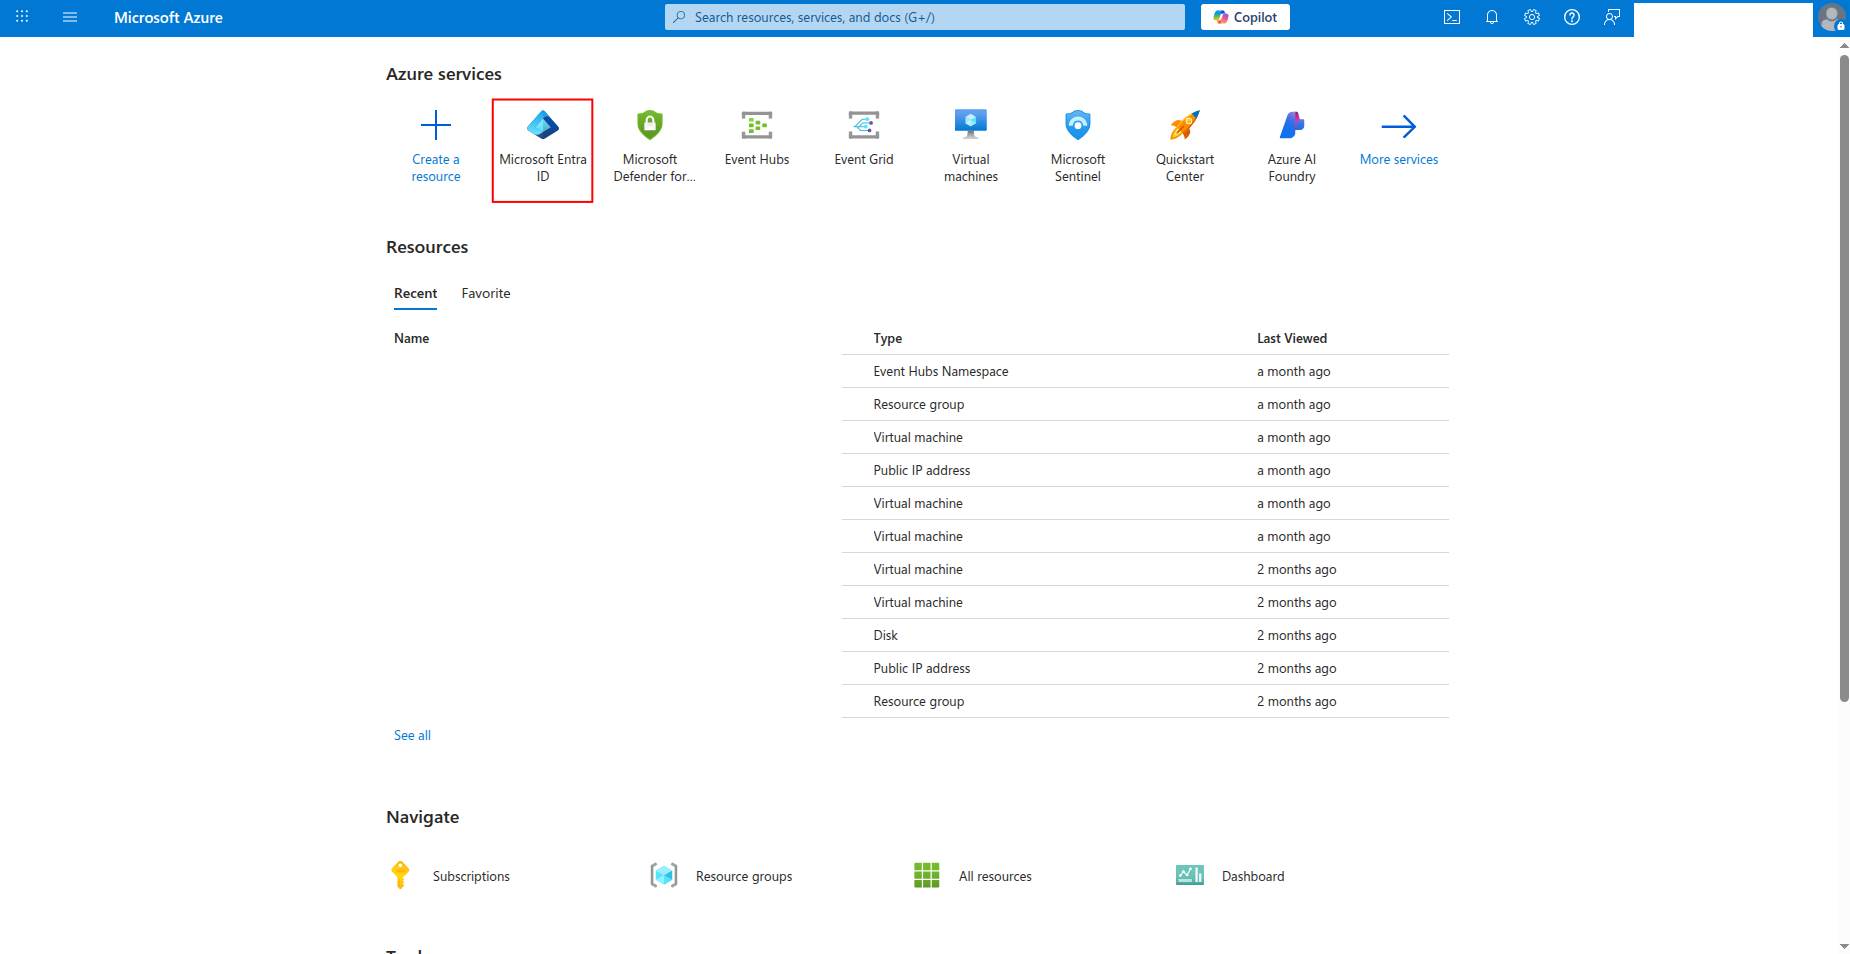 Microsoft Azure
Search resources, services, and docs (G+/)
Copilot
Azure services
Create a
resource
Microsoft Entra
ID
Microsoft
Defender for...
Event Hubs
Event Grid
Virtual
machines
Microsoft
Sentinel
Quickstart
Center
Azure AI
Foundry
More services
Resources
Recent Favorite
Name Type Last Viewed
Event Hubs Namespace a month ago
Resource group a month ago
Virtual machine a month ago
Public IP address a month ago
Virtual machine a month ago
Virtual machine a month ago
Virtual machine 2 months ago
Virtual machine 2 months ago
Disk 2 months ago
Public IP address 2 months ago
Resource group 2 months ago
See all
Navigate
Subscriptions Resource groups All resources Dashboard